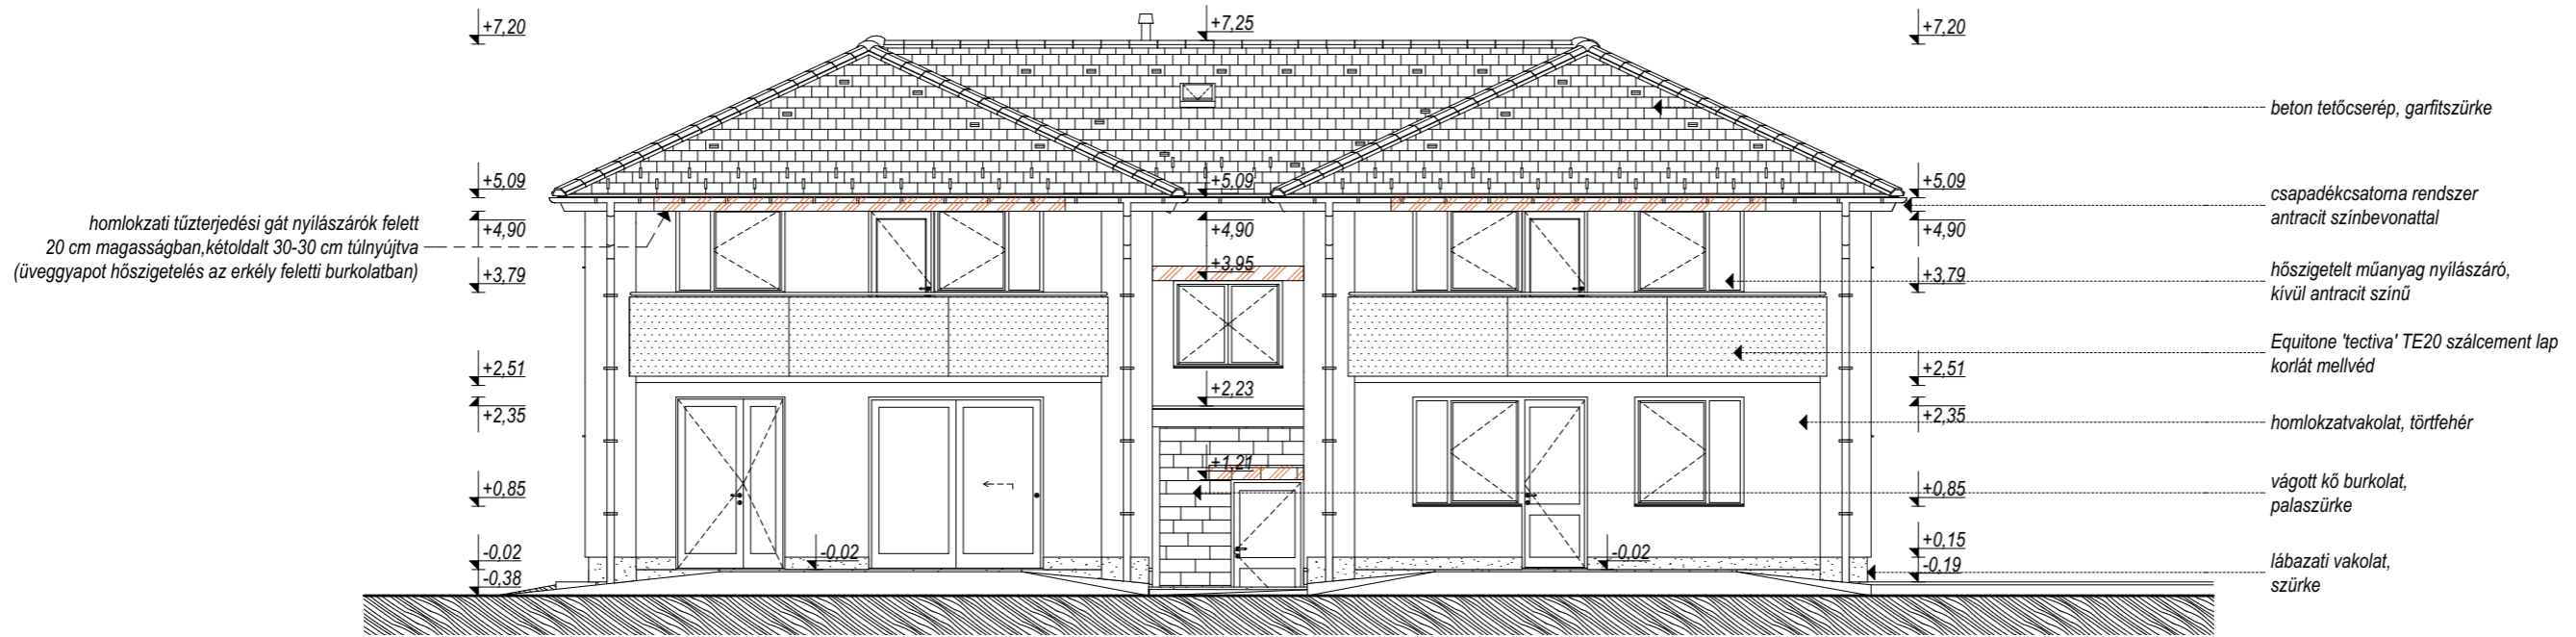 +7,20
+7,25
+7,20
beton tetőcserép, garfitszürke
+5,09
+5,09
+5,09
csapadékcsatorna rendszer
antracit színbevonattal
homlokzati tűzterjedési gát nyílászárók felett
20 cm magasságban,kétoldalt 30-30 cm túlnyújtva
(üveggyapot hőszigetelés az erkély feletti burkolatban)
+4,90
+4,90
+4,90
+3,79
+3,95
+3,79
hőszigetelt műanyag nyílászáró,
kívül antracit színű
Equitone 'tectiva' TE20 szálcement lap
korlát mellvéd
+2,51
+2,51
+2,23
+2,35
+2,35
homlokzatvakolat, törtfehér
+1,21
+0,85
+0,85
vágott kő burkolat,
palaszürke
-0,02
-0,02
-0,02
+0,15
-0,38
-0,19
lábazati vakolat,
szürke